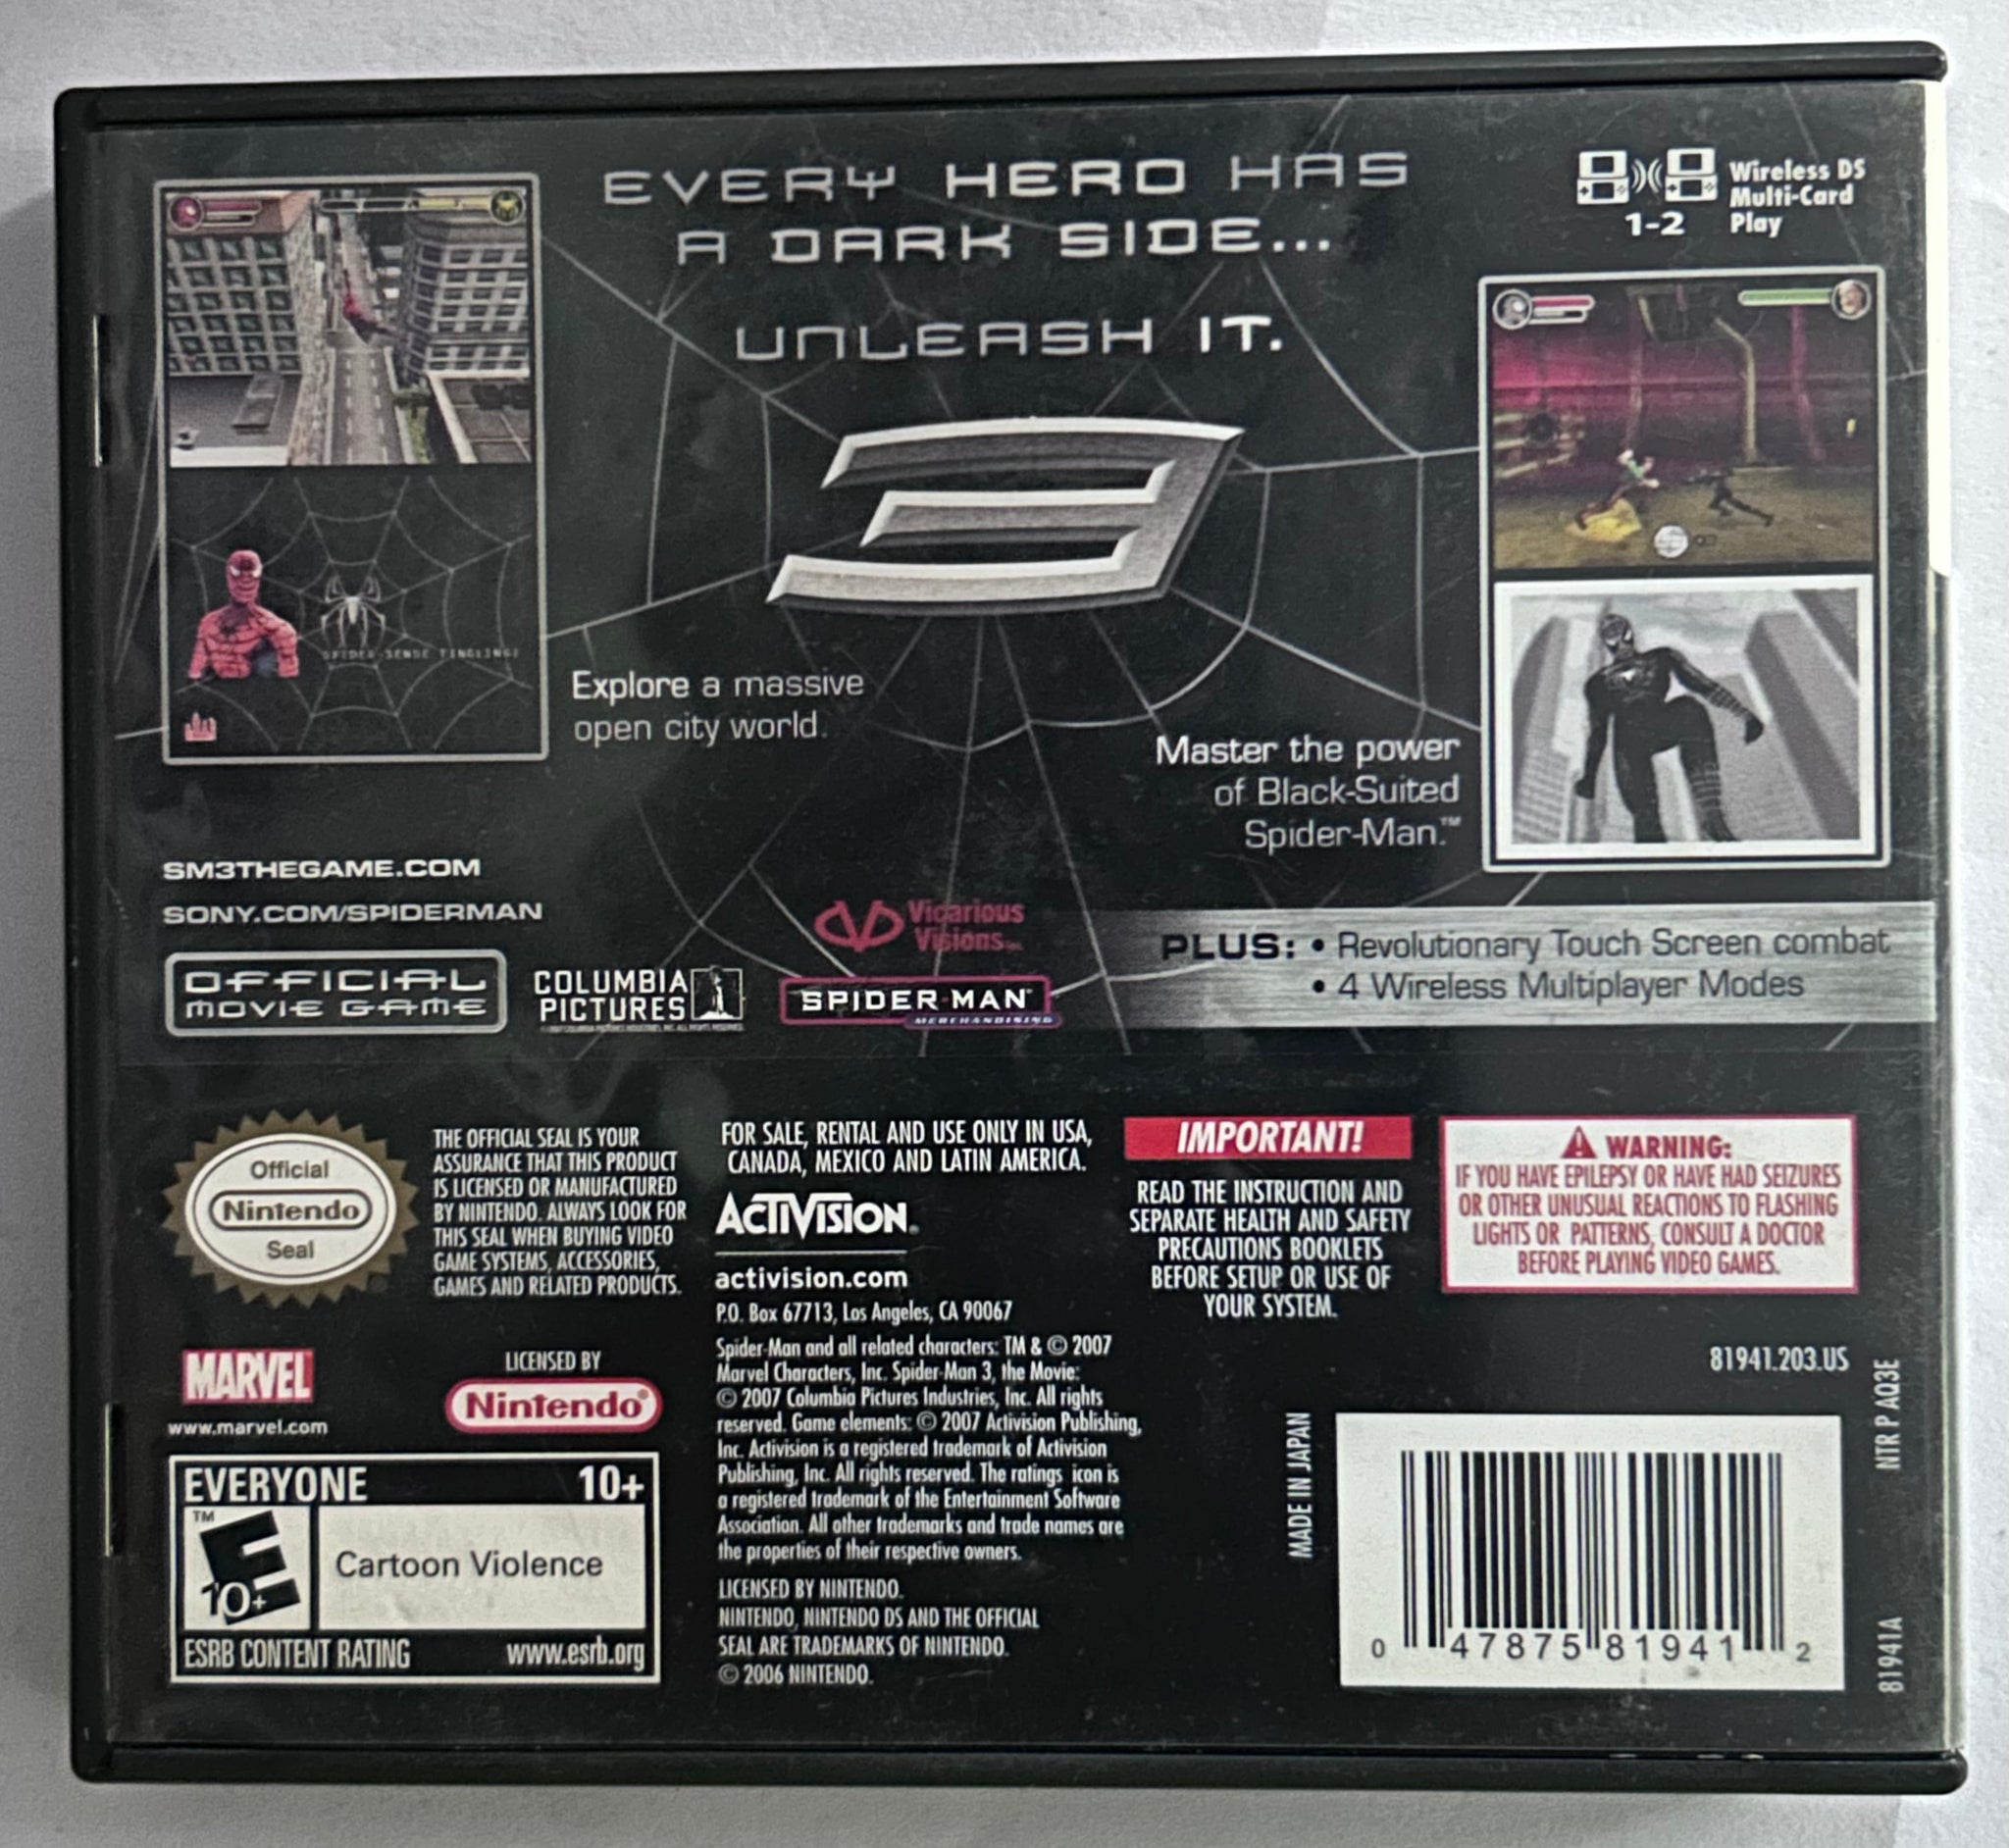 EVERY HERO HAS
A DARK SIDE...
UNLEASH IT.
1-2
Wireless DS
Multi-Card
Play
3
SPIDER-SENSE TINGLING!
Explore a massive
open city world.
Master the power
of Black-Suited
Spider-Man.™
SM3THEGAME.COM
SONY.COM/SPIDERMAN
OFFICIAL
MOVIE GAME
COLUMBIA
PICTURES
Vicarious
Visions
SPIDER-MAN
MERCHANDISING
PLUS: • Revolutionary Touch Screen combat
• 4 Wireless Multiplayer Modes
Official
Nintendo
Seal
THE OFFICIAL SEAL IS YOUR
ASSURANCE THAT THIS PRODUCT
IS LICENSED OR MANUFACTURED
BY NINTENDO. ALWAYS LOOK FOR
THIS SEAL WHEN BUYING VIDEO
GAME SYSTEMS, ACCESSORIES,
GAMES AND RELATED PRODUCTS.
MARVEL
www.marvel.com
LICENSED BY
Nintendo®
EVERYONE 10+
TM
E
10+
Cartoon Violence
ESRB CONTENT RATING www.esrb.org
FOR SALE, RENTAL AND USE ONLY IN USA,
CANADA, MEXICO AND LATIN AMERICA.
ACTIVISION®
activision.com
P.O. Box 67713, Los Angeles, CA 90067
Spider-Man and all related characters: TM & © 2007
Marvel Characters, Inc. Spider-Man 3, the Movie:
© 2007 Columbia Pictures Industries, Inc. All rights
reserved. Game elements: © 2007 Activision Publishing,
Inc. Activision is a registered trademark of Activision
Publishing, Inc. All rights reserved. The ratings icon is
a registered trademark of the Entertainment Software
Association. All other trademarks and trade names are
the properties of their respective owners.
LICENSED BY NINTENDO.
NINTENDO, NINTENDO DS AND THE OFFICIAL
SEAL ARE TRADEMARKS OF NINTENDO.
© 2006 NINTENDO.
IMPORTANT!
READ THE INSTRUCTION AND
SEPARATE HEALTH AND SAFETY
PRECAUTIONS BOOKLETS
BEFORE SETUP OR USE OF
YOUR SYSTEM.
WARNING:
IF YOU HAVE EPILEPSY OR HAVE HAD SEIZURES
OR OTHER UNUSUAL REACTIONS TO FLASHING
LIGHTS OR PATTERNS, CONSULT A DOCTOR
BEFORE PLAYING VIDEO GAMES.
81941.203.US
MADE IN JAPAN
0 47875 81941 2
NTR P AQ3E
81941A